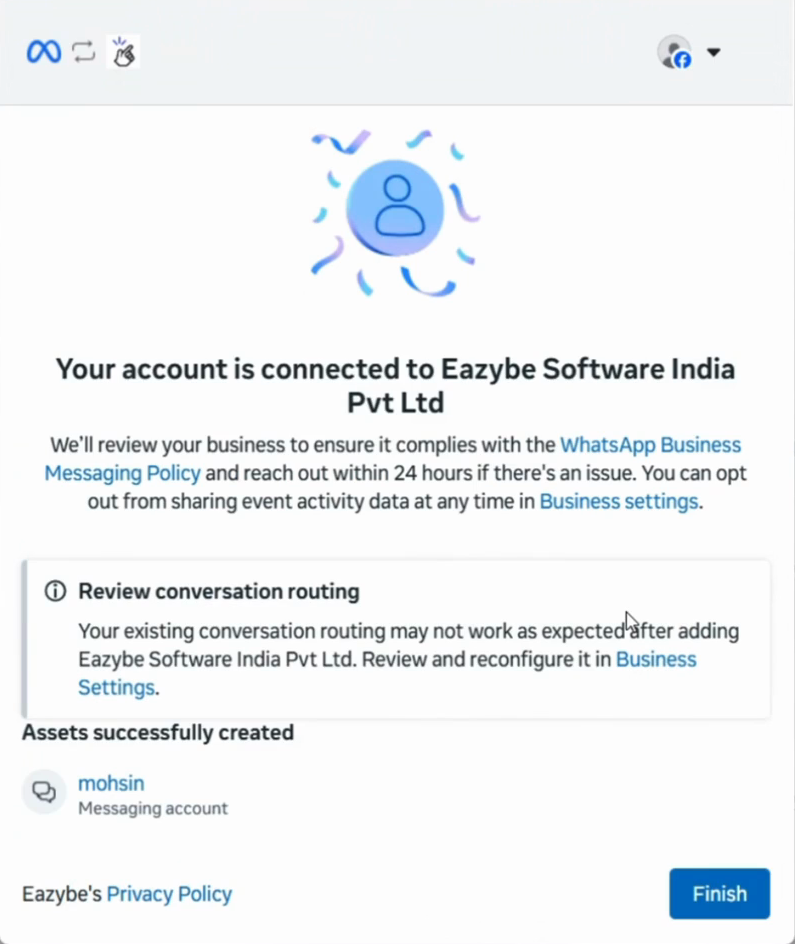 Your account is connected to Eazybe Software India
Pvt Ltd
We'll review your business to ensure it complies with the WhatsApp Business
Messaging Policy and reach out within 24 hours if there's an issue. You can opt
out from sharing event activity data at any time in Business settings.
Review conversation routing
Your existing conversation routing may not work as expected after adding
Eazybe Software India Pvt Ltd. Review and reconfigure it in Business
Settings.
Assets successfully created
mohsin
Messaging account
Eazybe's Privacy Policy
Finish